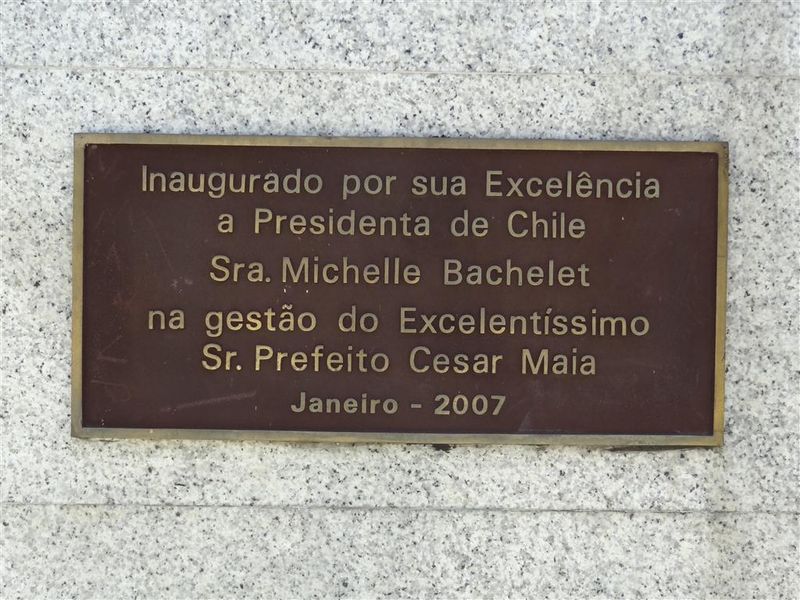 Inaugurado por sua Excelência
a Presidenta de Chile
Sra. Michelle Bachelet
na gestão do Excelentíssimo
Sr. Prefeito Cesar Maia
Janeiro - 2007